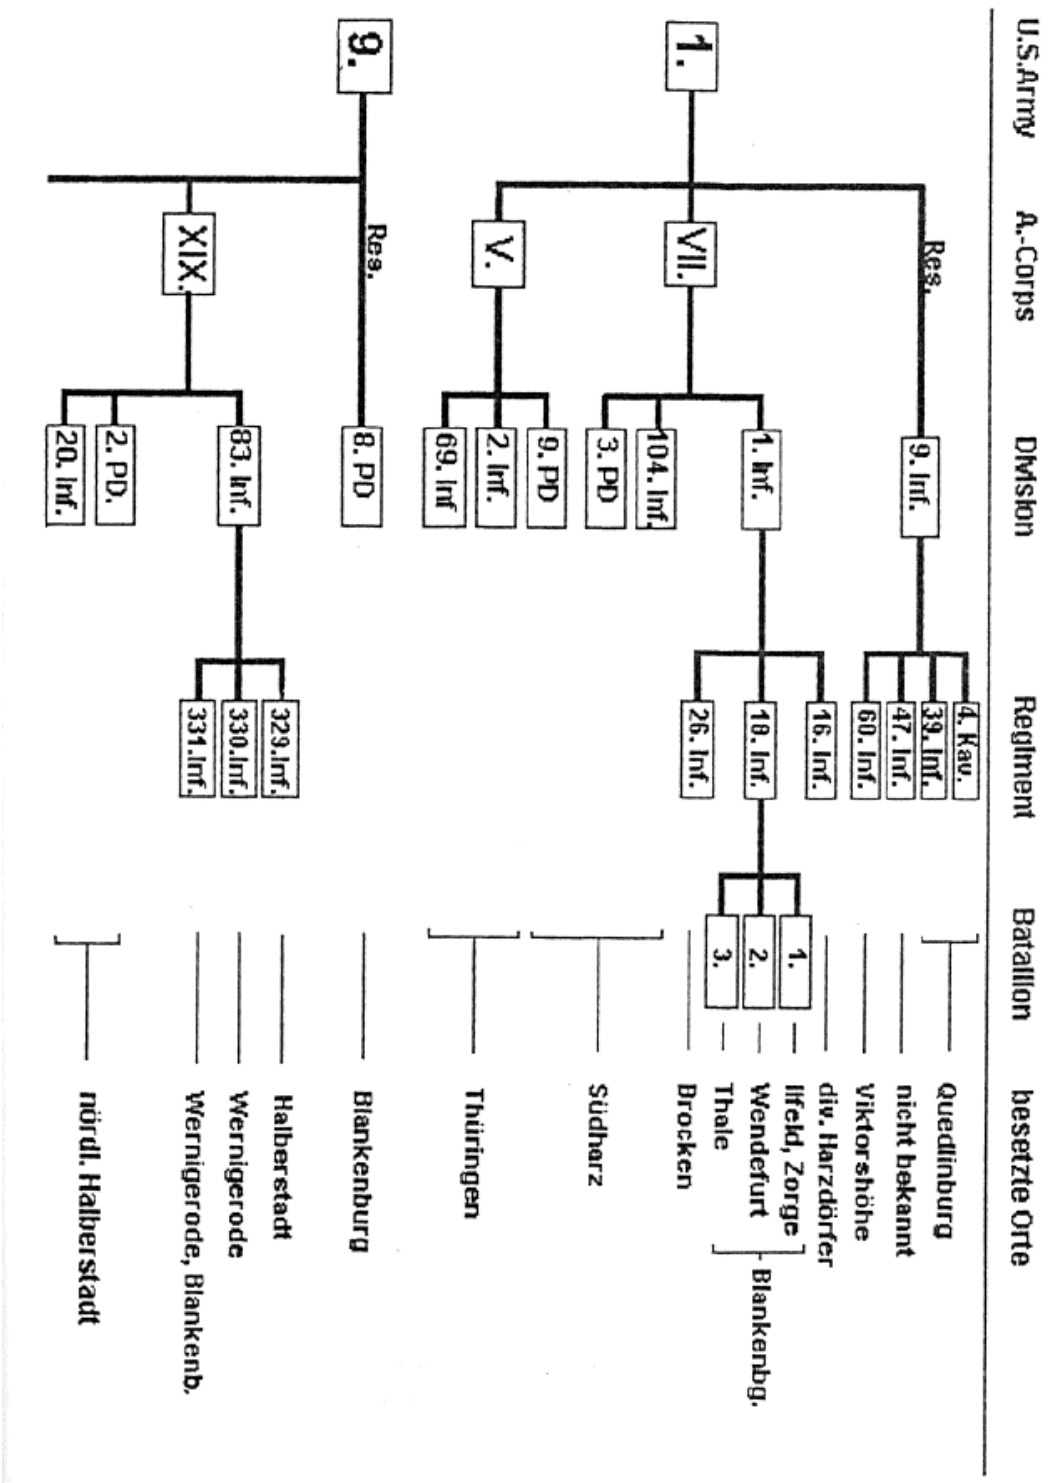 U.S.Army A.-Corps Division Regiment Bataillon besetzte Orte
1.
Res.
9. Inf.
4. Kav.
39. Inf.
Quedlinburg
47. Inf.
nicht bekannt
60. Inf.
Viktorshöhe
VII.
1. Inf.
16. Inf.
div. Harzdörfer
18. Inf.
1.
Ilfeld, Zorge
2.
Wendefurt
3.
Thale
Blankenbg.
26. Inf.
Brocken
104. Inf.
3. PD
Südharz
V.
9. PD
2. Inf.
69. Inf
Thüringen
9.
Res.
8. PD
Blankenburg
XIX.
83. Inf.
329.Inf.
Halberstadt
330.Inf.
Wernigerode
331.Inf.
Wernigerode, Blankenb.
2. PD.
20. Inf.
nördl. Halberstadt